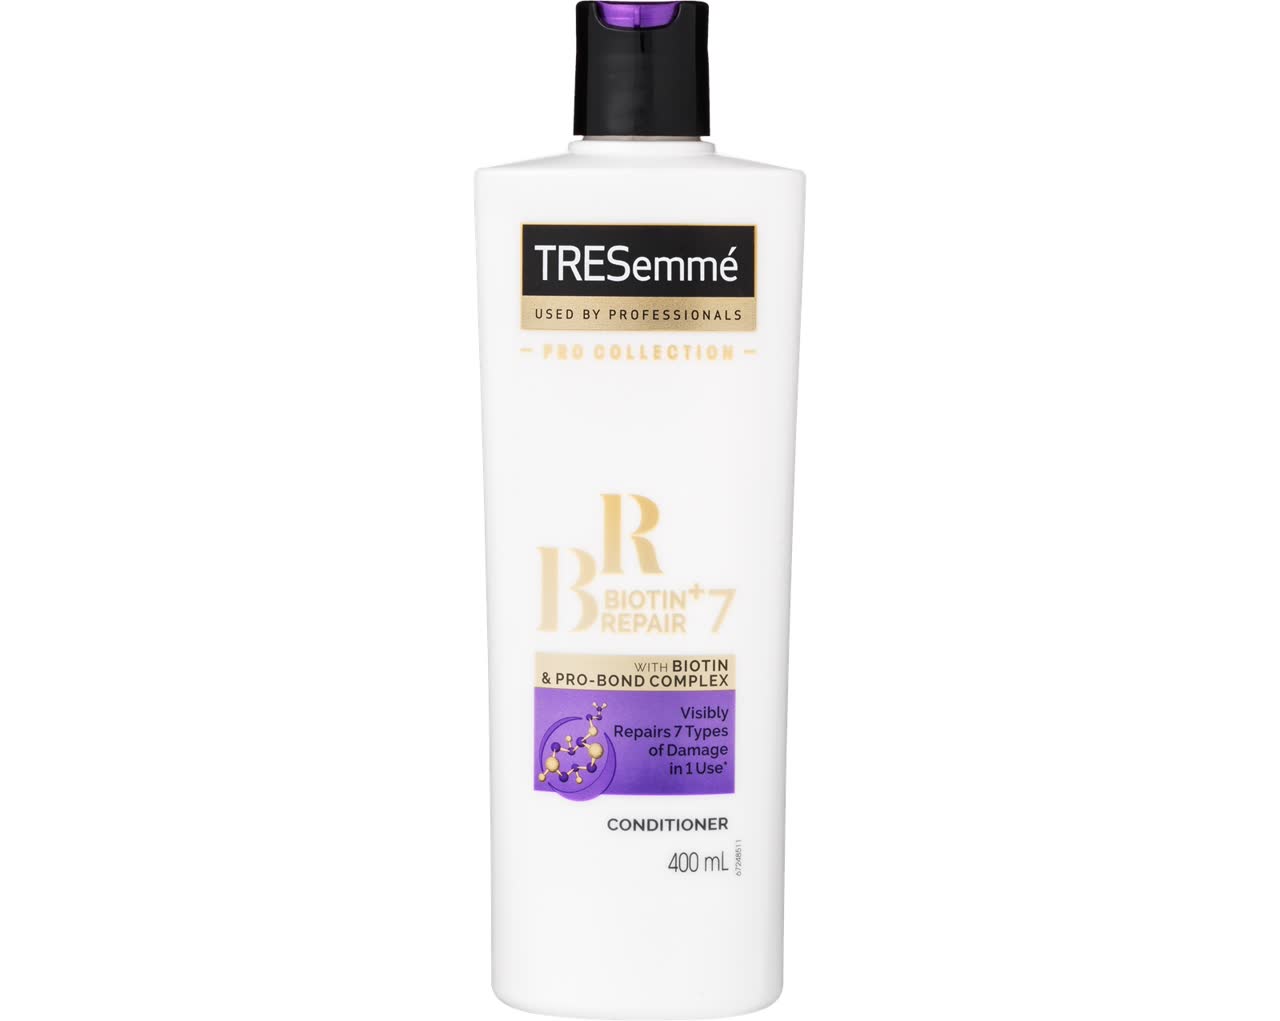 TRESemmé
USED BY PROFESSIONALS
– PRO COLLECTION –
BR
BIOTIN+7
REPAIR
WITH BIOTIN
& PRO-BOND COMPLEX
Visibly
Repairs 7 Types
of Damage
in 1 Use*
CONDITIONER
400 mL
67248511